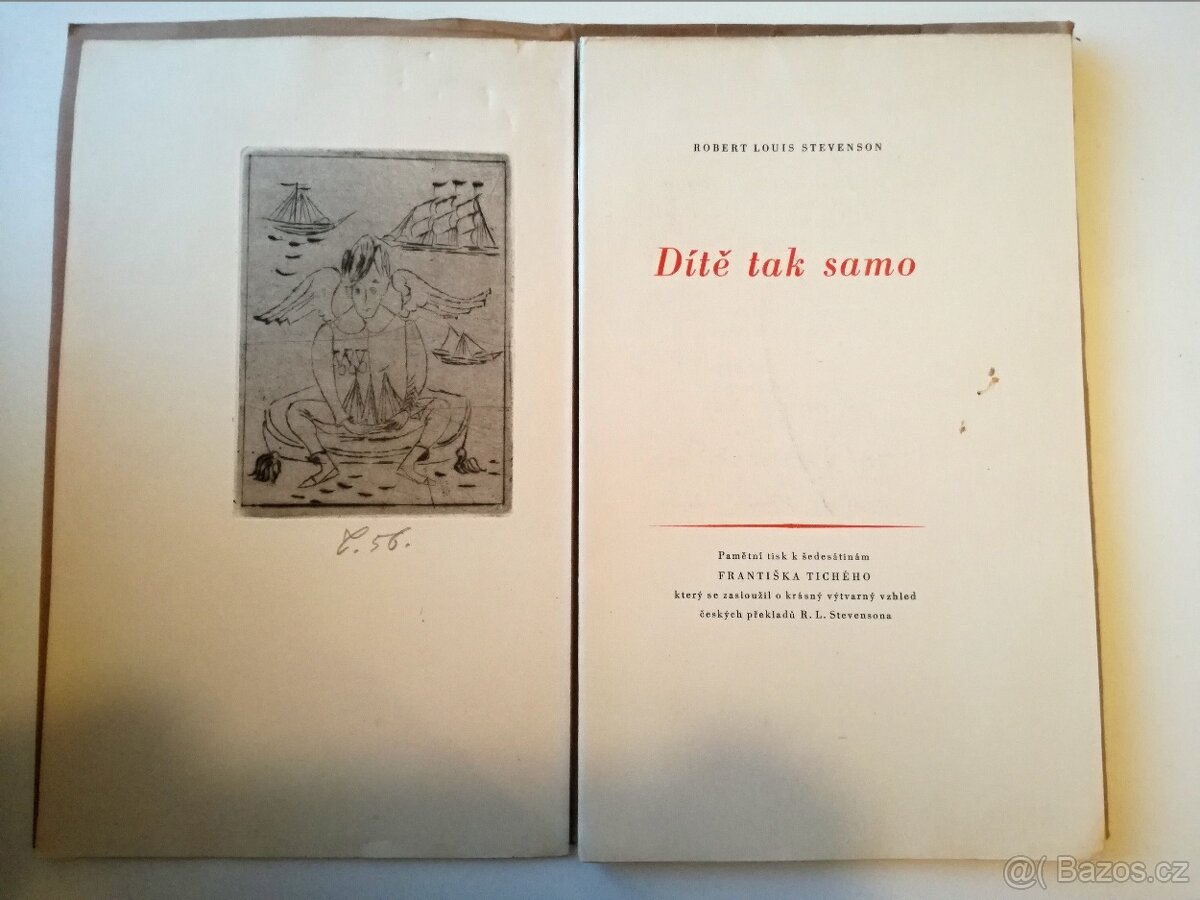 T. 56.
ROBERT LOUIS STEVENSON
Dítě tak samo
Pamětní tisk k šedesátinám
FRANTIŠKA TICHÉHO
který se zasloužil o krásný výtvarný vzhled
českých překladů R. L. Stevensona
@( Bazos.cz